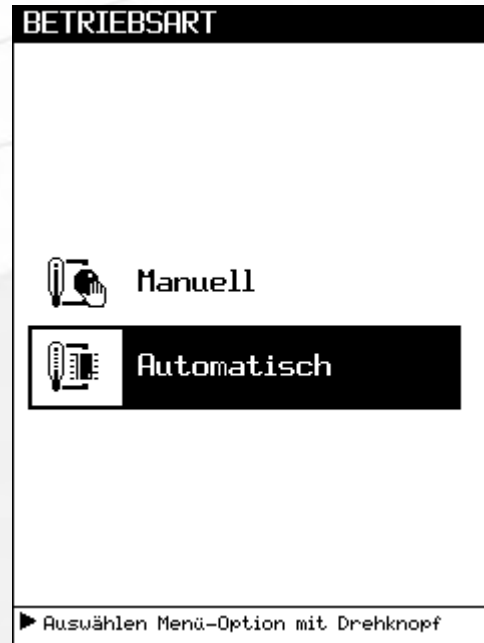 BETRIEBSART
Manuell
Automatisch
Auswählen Menü-Option mit Drehknopf